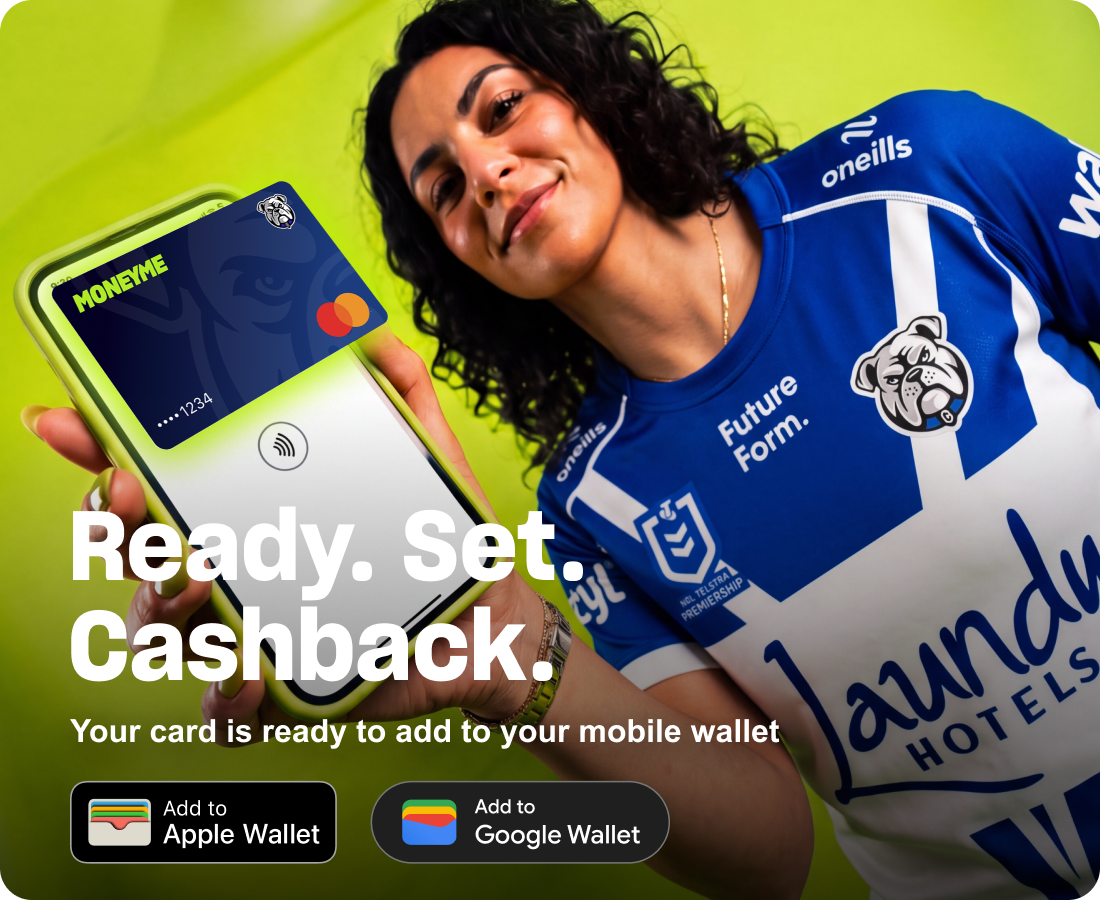 oneills
MONEYME
••••1234
Future
Form.
oneills
NRL TELSTRA
PREMIERSHIP
Laundy
HOTELS
Ready. Set.
Cashback.
Your card is ready to add to your mobile wallet
Add to
Apple Wallet
Add to
Google Wallet